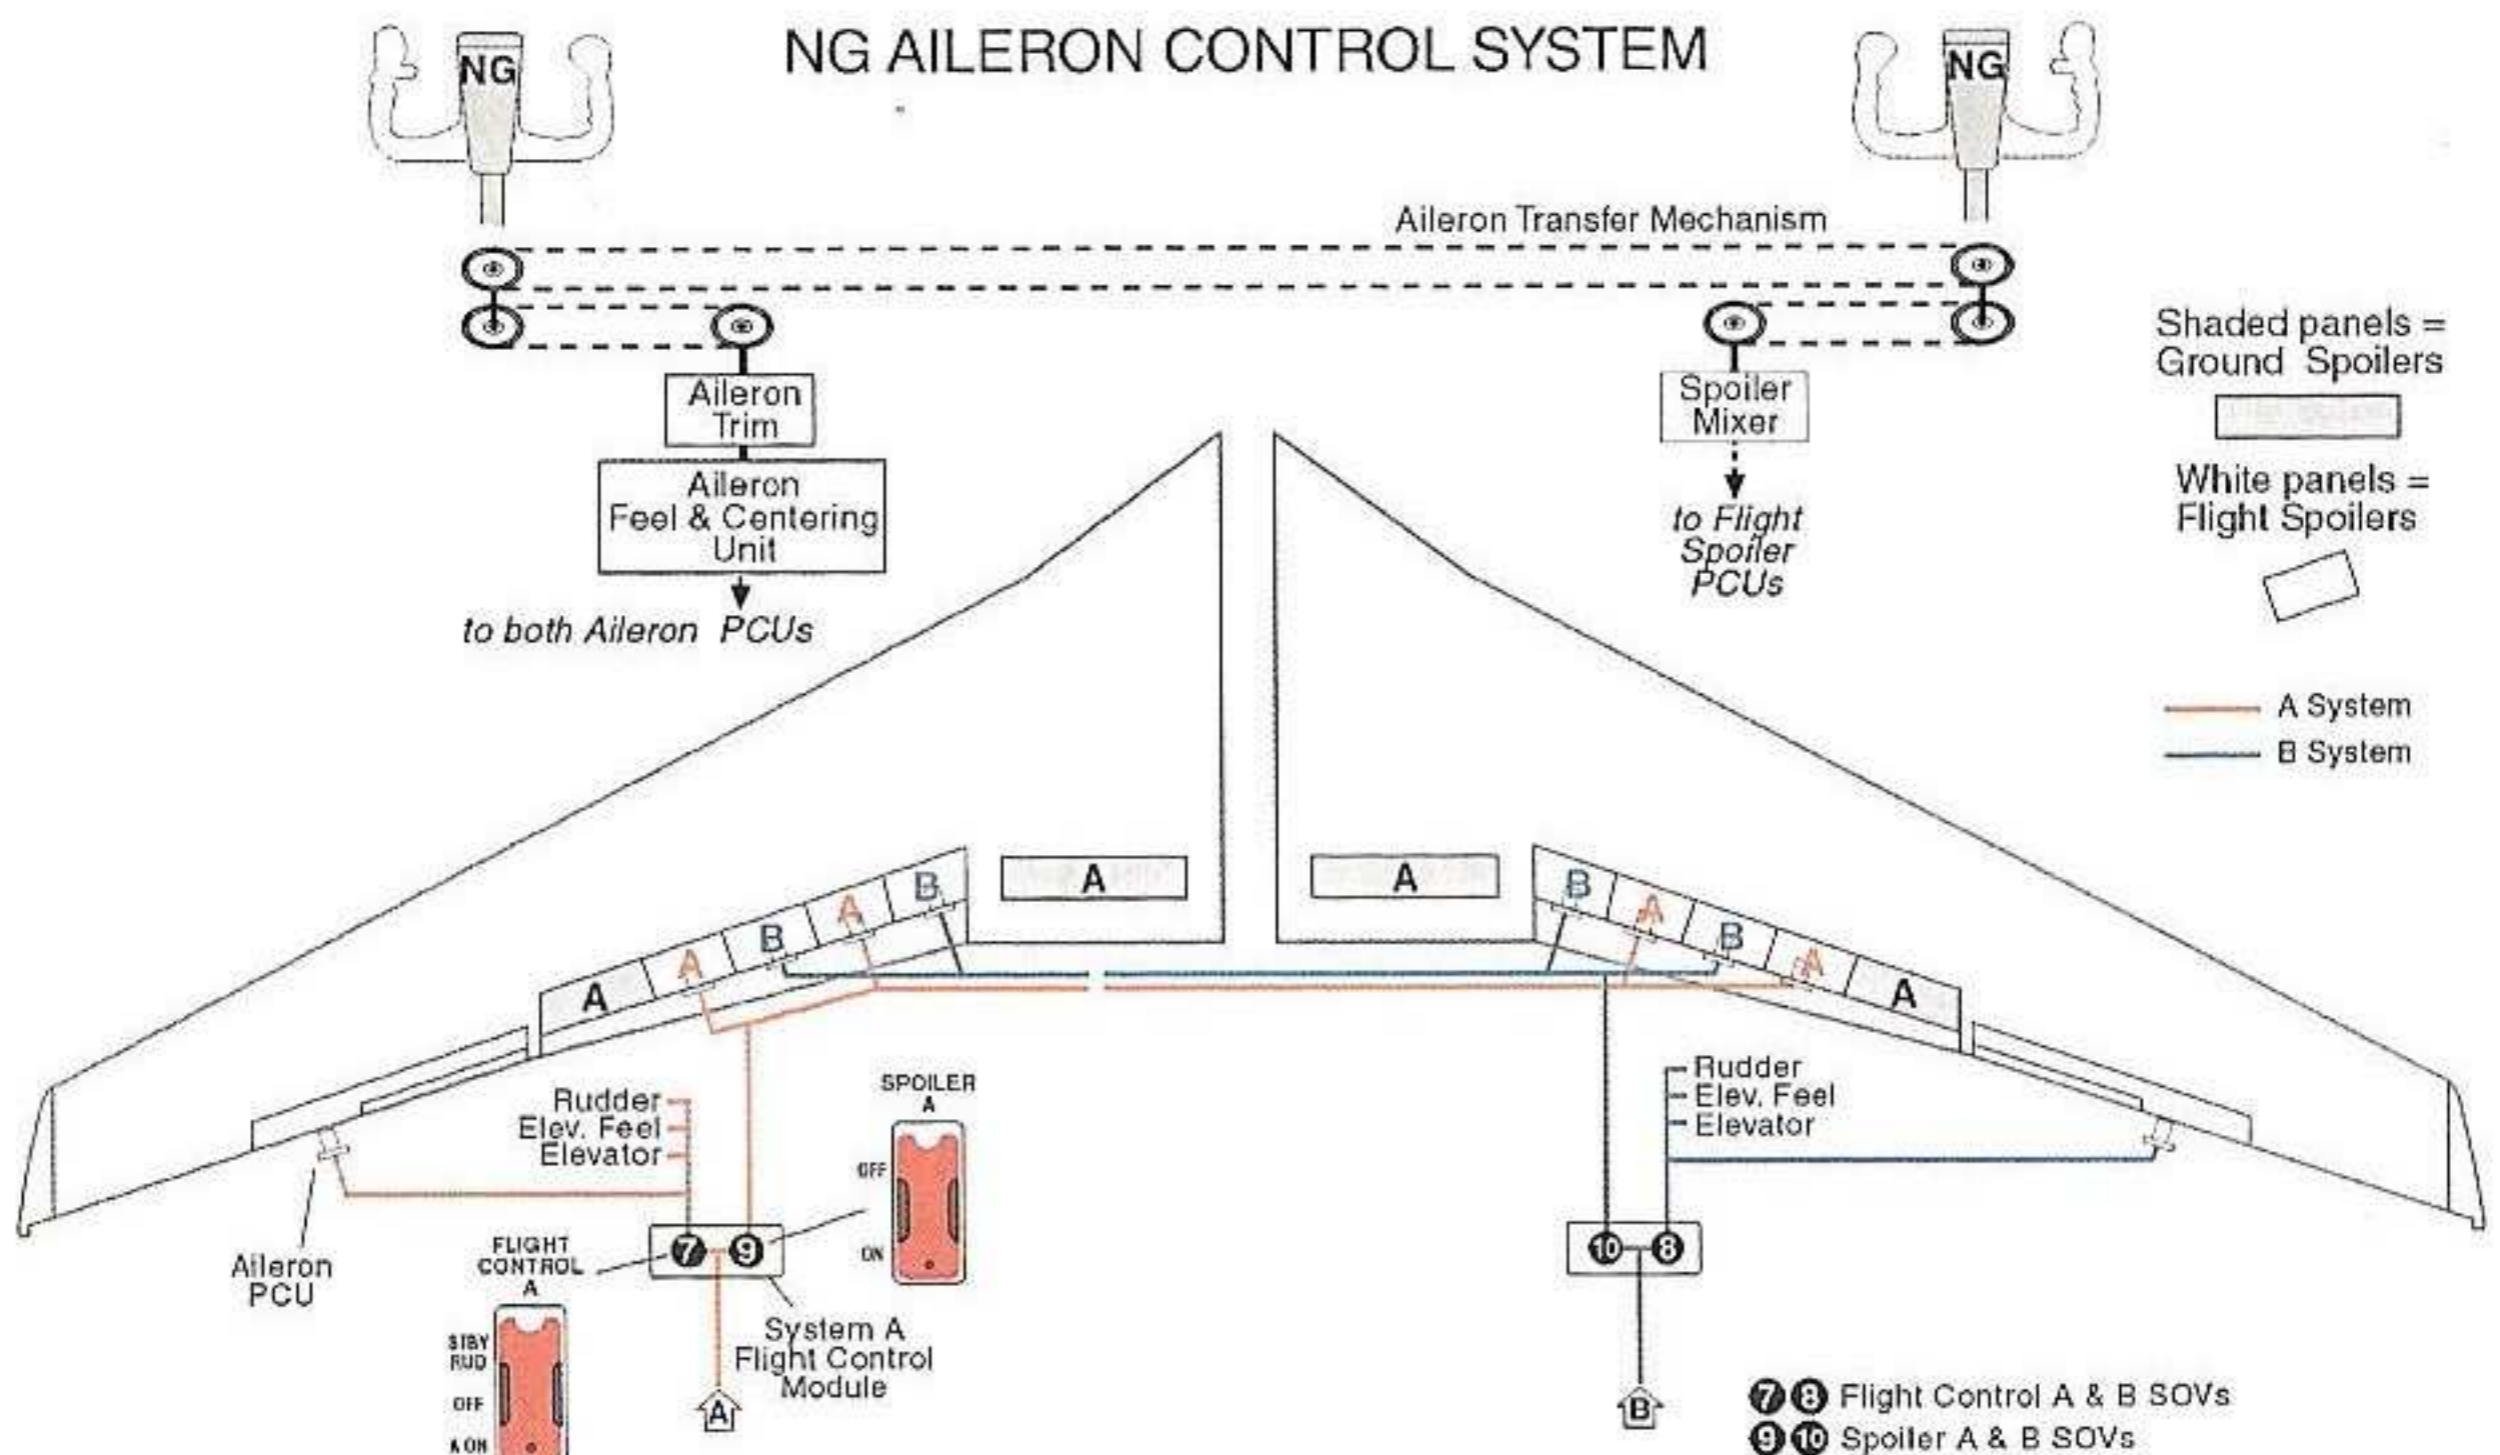 NG AILERON CONTROL SYSTEM
NG
NG
Aileron Transfer Mechanism
Aileron
Trim
Aileron
Feel & Centering
Unit
to both Aileron PCUs
Spoiler
Mixer
to Flight
Spoiler
PCUs
Shaded panels =
Ground Spoilers
White panels =
Flight Spoilers
A System
B System
A
A
B
A
B
A
A
B
A
B
A
A
Rudder
Elev. Feel
Elevator
SPOILER
A
OFF
ON
Rudder
Elev. Feel
Elevator
Aileron
PCU
FLIGHT
CONTROL
A
7
9
10
8
STBY
RUD
OFF
A ON
System A
Flight Control
Module
A
B
7 8 Flight Control A & B SOVs
9 10 Spoiler A & B SOVs